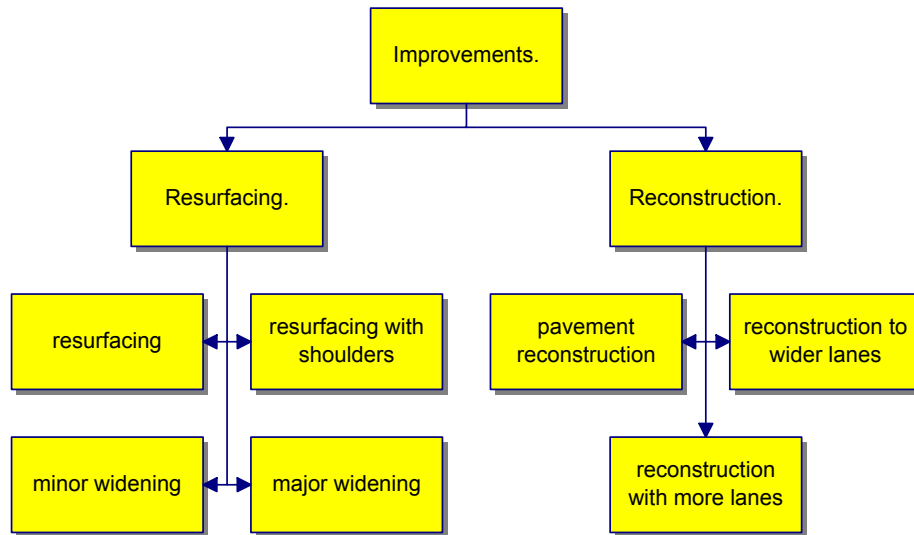 Improvements.
Resurfacing.
Reconstruction.
resurfacing
resurfacing with
shoulders
pavement
reconstruction
reconstruction to
wider lanes
minor widening
major widening
reconstruction
with more lanes